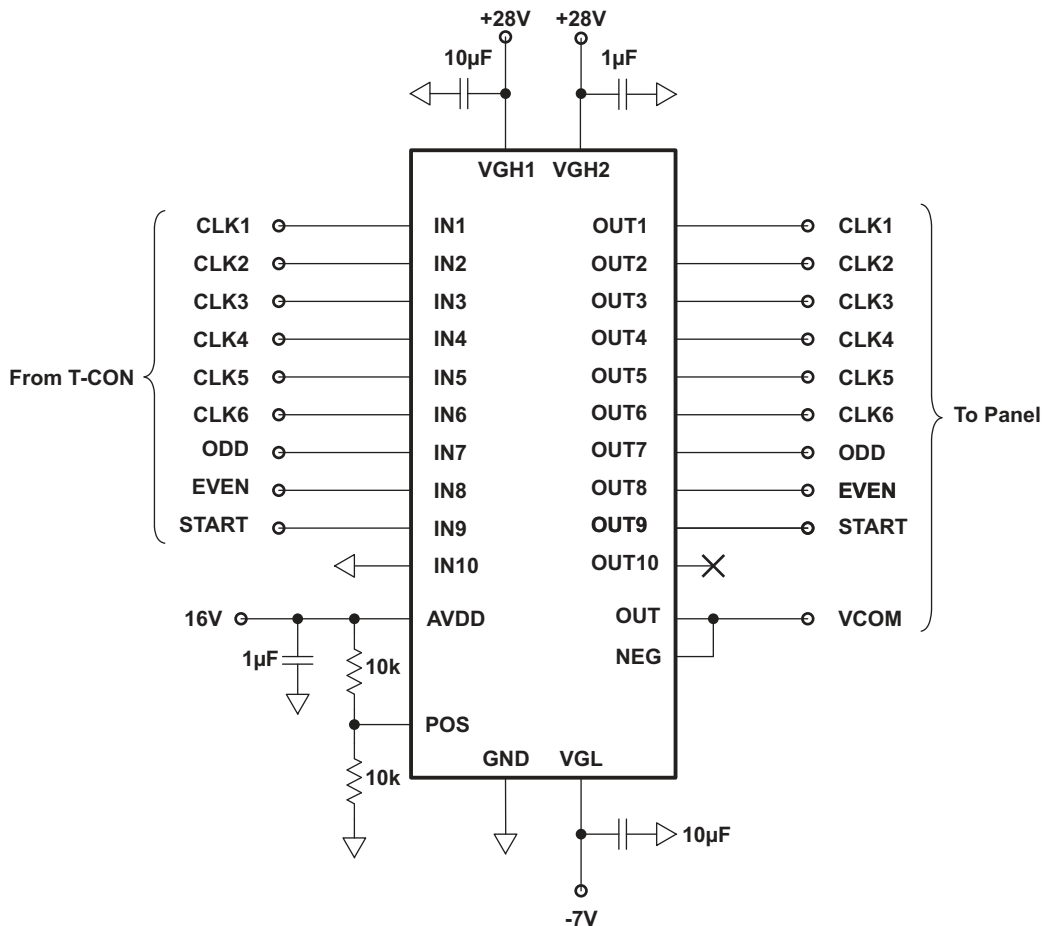 +28V +28V
10µF 1µF
VGH1 VGH2
CLK1 IN1 OUT1 CLK1
CLK2 IN2 OUT2 CLK2
CLK3 IN3 OUT3 CLK3
CLK4 IN4 OUT4 CLK4
From T-CON CLK5 IN5 OUT5 CLK5
CLK6 IN6 OUT6 CLK6 To Panel
ODD IN7 OUT7 ODD
EVEN IN8 OUT8 EVEN
START IN9 OUT9 START
IN10 OUT10
16V AVDD OUT VCOM
1µF 10k NEG
POS
10k GND VGL
10µF
-7V